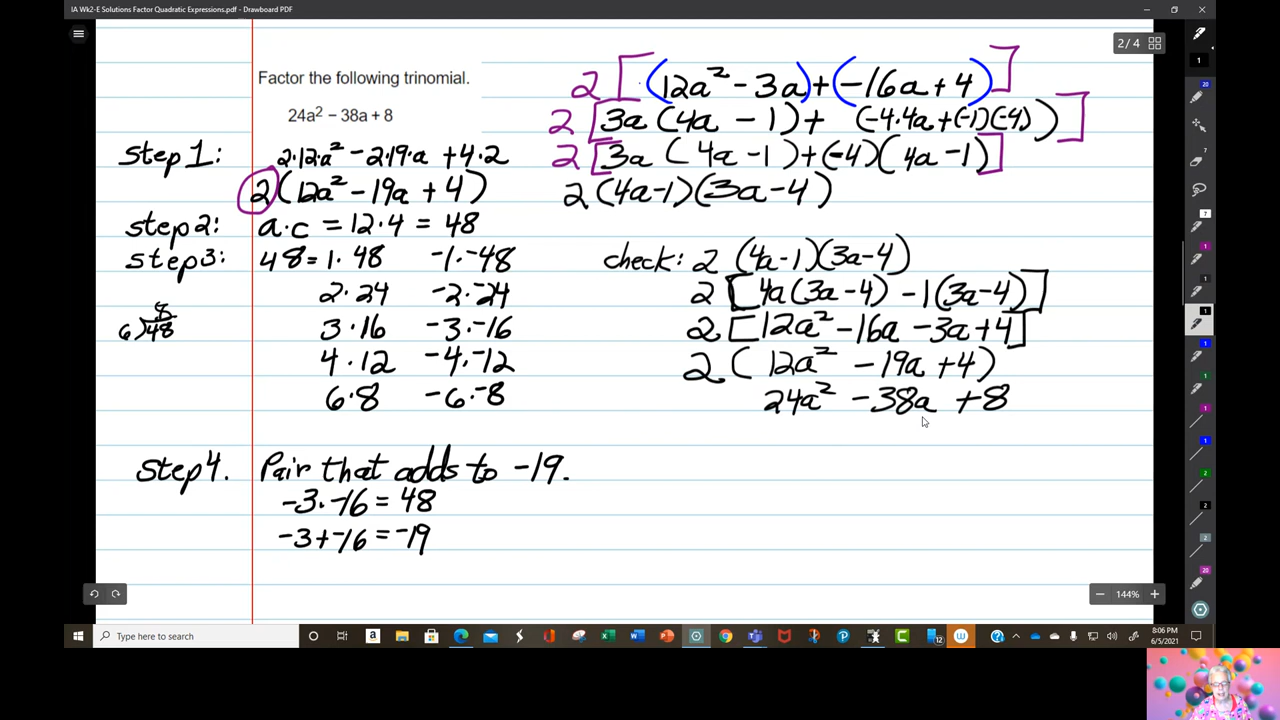 IA Wk2-E Solutions Factor Quadratic Expressions.pdf - Drawboard PDF
2 / 4
Factor the following trinomial.
24a² − 38a + 8
Step 1: 2·12·a² − 2·19·a + 4·2
2 (12a² − 19a + 4)
step 2: a·c = 12·4 = 48
step 3: 48 = 1·48 -1·-48
2·24 -2·-24
3·16 -3·-16
6)48 8
4·12 -4·-12
6·8 -6·-8
Step 4. Pair that adds to -19.
-3·-16 = 48
-3+-16 = -19
2 [(12a² − 3a) + (−16a + 4)]
2 [3a (4a − 1) + (-4·4a + (-1)(-4))]
2 [3a (4a − 1) + (-4)(4a − 1)]
2 (4a−1)(3a−4)
check: 2 (4a−1)(3a−4)
2 [4a(3a−4) − 1(3a−4)]
2 [12a² − 16a − 3a + 4]
2 (12a² − 19a + 4)
24a² − 38a + 8
144%
Type here to search
8:06 PM
6/5/2021